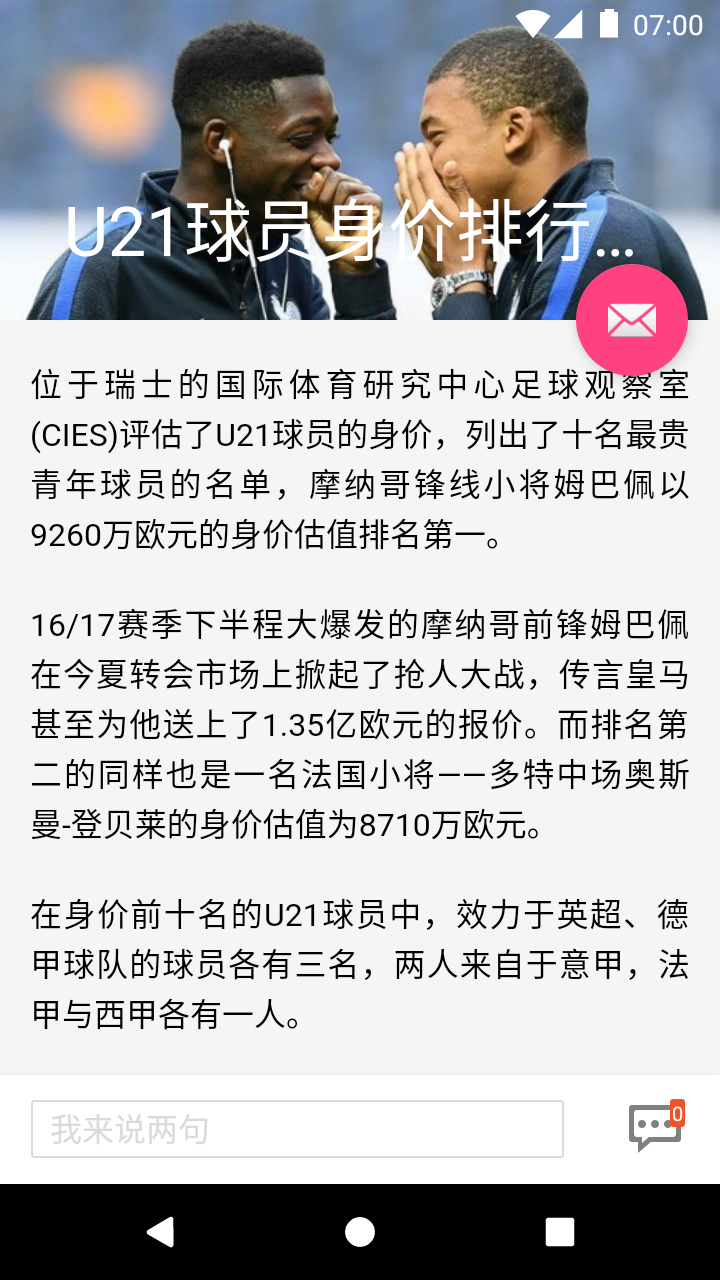 07:00
U21球员身价排行…
位于瑞士的国际体育研究中心足球观察室
(CIES)评估了U21球员的身价，列出了十名最贵
青年球员的名单，摩纳哥锋线小将姆巴佩以
9260万欧元的身价估值排名第一。
16/17赛季下半程大爆发的摩纳哥前锋姆巴佩
在今夏转会市场上掀起了抢人大战，传言皇马
甚至为他送上了1.35亿欧元的报价。而排名第
二的同样也是一名法国小将——多特中场奥斯
曼-登贝莱的身价估值为8710万欧元。
在身价前十名的U21球员中，效力于英超、德
甲球队的球员各有三名，两人来自于意甲，法
甲与西甲各有一人。
我来说两句
0